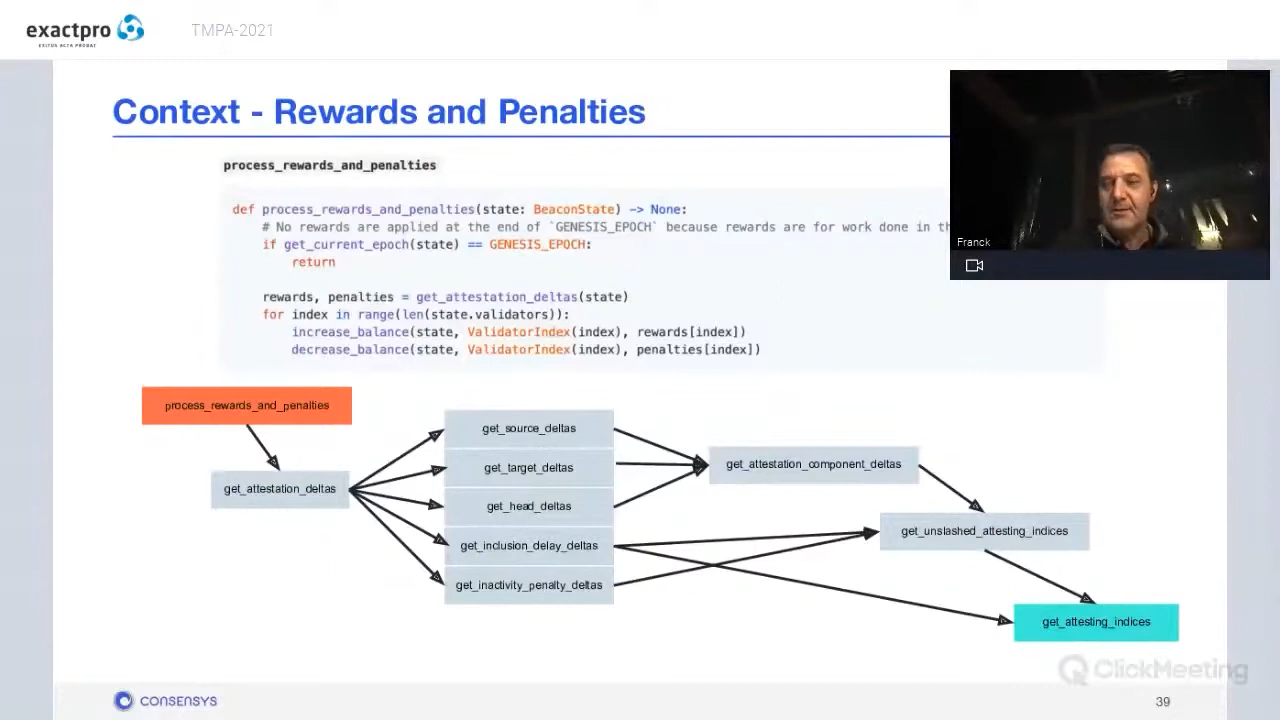 exactpro
EXITUS ACTA PROBAT
TMPA-2021
Context - Rewards and Penalties
process_rewards_and_penalties
def process_rewards_and_penalties(state: BeaconState) -> None:
# No rewards are applied at the end of `GENESIS_EPOCH` because rewards are for work done in th
if get_current_epoch(state) == GENESIS_EPOCH:
return
rewards, penalties = get_attestation_deltas(state)
for index in range(len(state.validators)):
increase_balance(state, ValidatorIndex(index), rewards[index])
decrease_balance(state, ValidatorIndex(index), penalties[index])
Franck
process_rewards_and_penalties
get_attestation_deltas
get_source_deltas
get_target_deltas
get_head_deltas
get_inclusion_delay_deltas
get_inactivity_penalty_deltas
get_attestation_component_deltas
get_unslashed_attesting_indices
get_attesting_indices
ClickMeeting
CONSENSYS
39